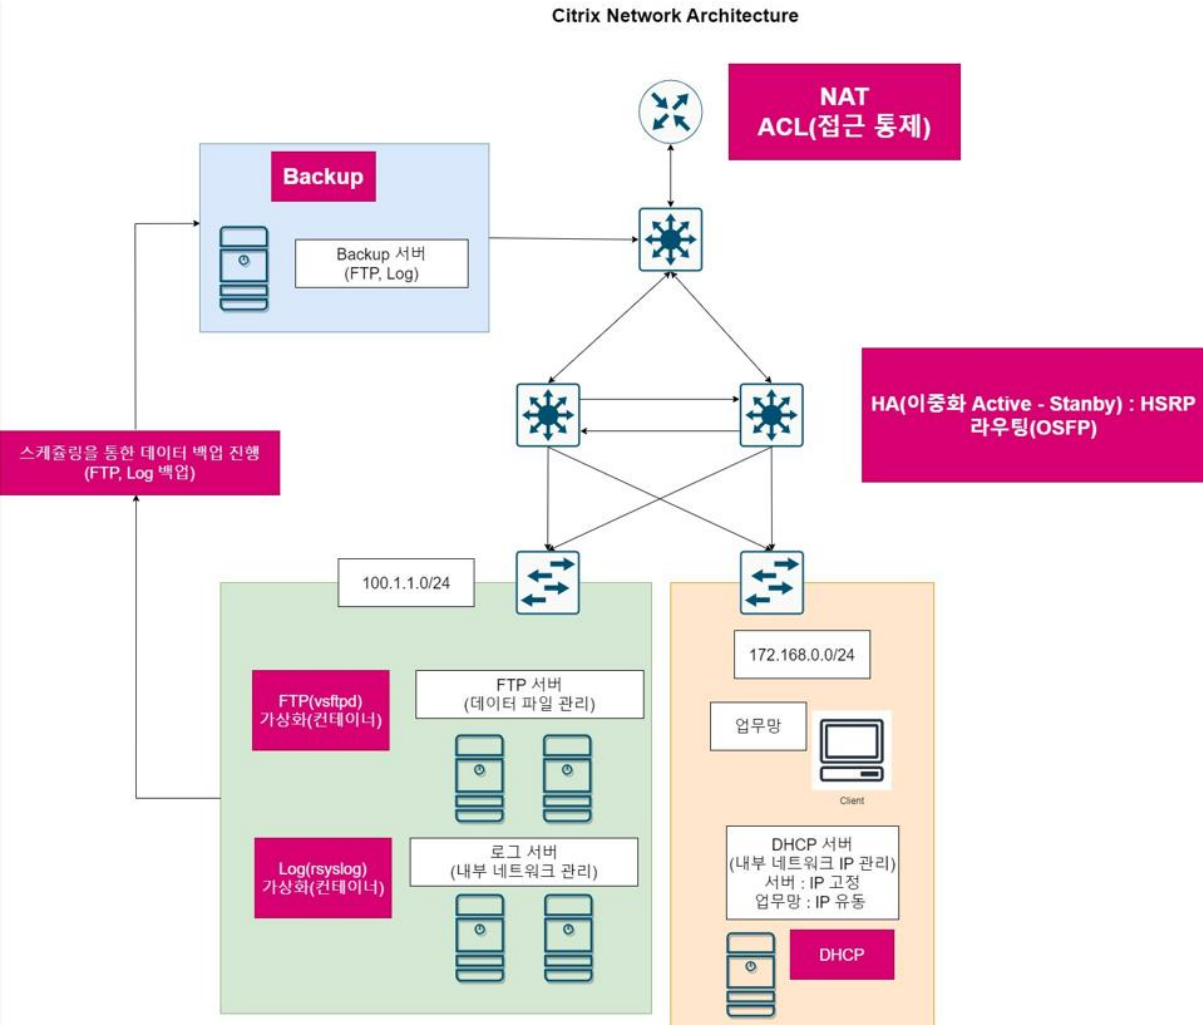 Citrix Network Architecture
NAT
ACL(접근 통제)
Backup
Backup 서버
(FTP, Log)
HA(이중화 Active - Stanby) : HSRP
라우팅(OSFP)
스케쥴링을 통한 데이터 백업 진행
(FTP, Log 백업)
100.1.1.0/24
FTP(vsftpd)
가상화(컨테이너)
FTP 서버
(데이터 파일 관리)
Log(rsyslog)
가상화(컨테이너)
로그 서버
(내부 네트워크 관리)
172.168.0.0/24
업무망
Client
DHCP 서버
(내부 네트워크 IP 관리)
서버 : IP 고정
업무망 : IP 유동
DHCP